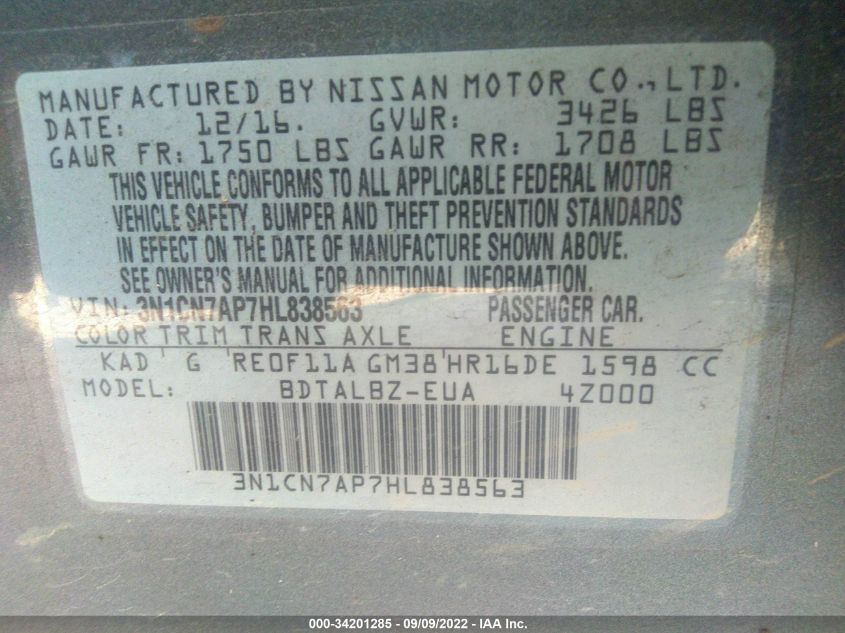 MANUFACTURED BY NISSAN MOTOR CO., LTD.
DATE: 12/16. GVWR: 3426 LBS
GAWR FR: 1750 LBS GAWR RR: 1708 LBS
THIS VEHICLE CONFORMS TO ALL APPLICABLE FEDERAL MOTOR
VEHICLE SAFETY, BUMPER AND THEFT PREVENTION STANDARDS
IN EFFECT ON THE DATE OF MANUFACTURE SHOWN ABOVE.
SEE OWNER'S MANUAL FOR ADDITIONAL INFORMATION.
VIN: 3N1CN7AP7HL838563 PASSENGER CAR.
COLOR TRIM TRANS AXLE ENGINE
KAD G RE0F11A GM38 HR16DE 1598 CC
MODEL: BDTALBZ-EUA 4Z000
3N1CN7AP7HL838563
000-34201285 - 09/09/2022 - IAA Inc.